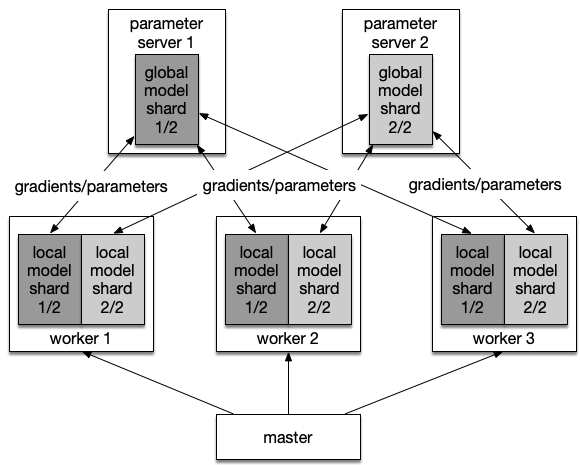 parameter
server 1
global
model
shard
1/2
parameter
server 2
global
model
shard
2/2
gradients/parameters
gradients/parameters
gradients/parameters
local
model
shard
1/2
local
model
shard
2/2
worker 1
local
model
shard
1/2
local
model
shard
2/2
worker 2
local
model
shard
1/2
local
model
shard
2/2
worker 3
master